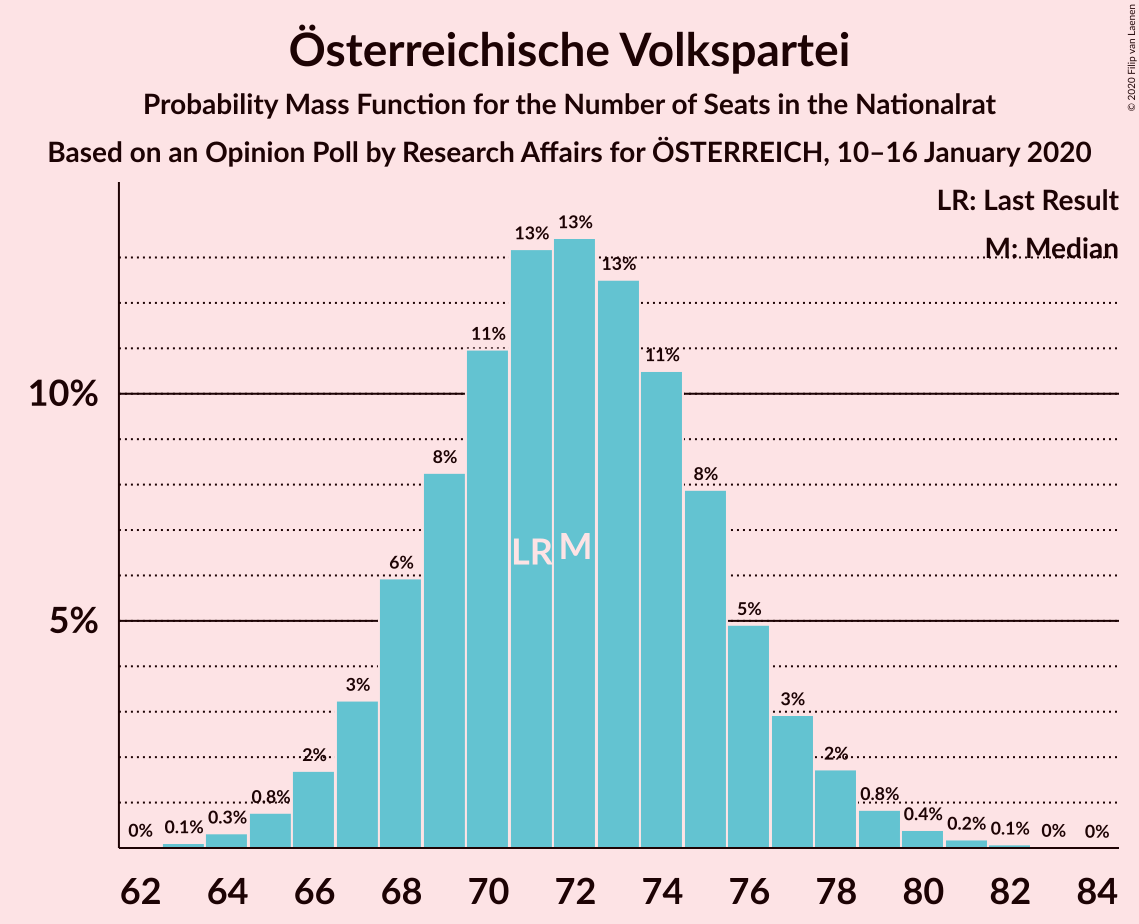 Österreichische Volkspartei
Probability Mass Function for the Number of Seats in the Nationalrat
Based on an Opinion Poll by Research Affairs for ÖSTERREICH, 10–16 January 2020
© 2020 Filip van Laenen
LR: Last Result
M: Median
10%
5%
0%
0.1%
0.3%
0.8%
2%
3%
6%
8%
11%
13%
13%
13%
11%
8%
5%
3%
2%
0.8%
0.4%
0.2%
0.1%
0%
0%
LR
M
62 64 66 68 70 72 74 76 78 80 82 84